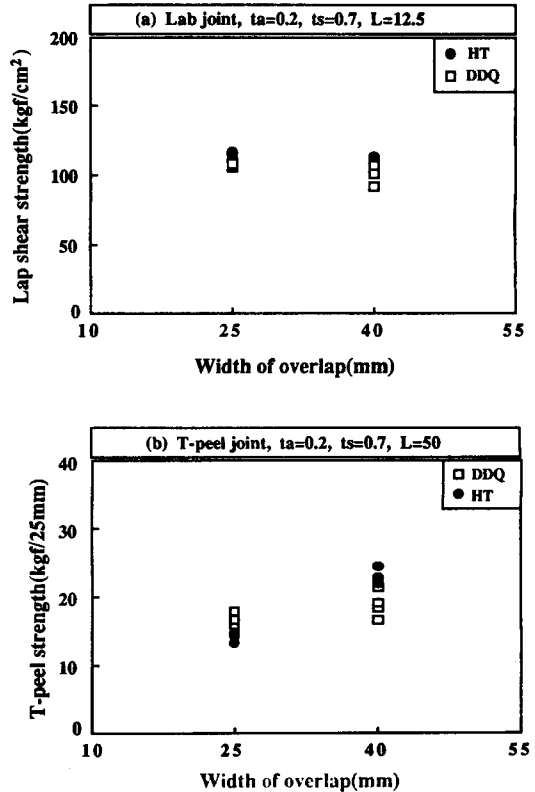 (a) Lab joint, ta=0.2, ts=0.7, L=12.5
200
150
100
50
0
Lap shear strength(kgf/cm²)
HT
DDQ
10 25 40 55
Width of overlap(mm)
(b) T-peel joint, ta=0.2, ts=0.7, L=50
40
30
20
10
0
T-peel strength(kgf/25mm)
DDQ
HT
10 25 40 55
Width of overlap(mm)